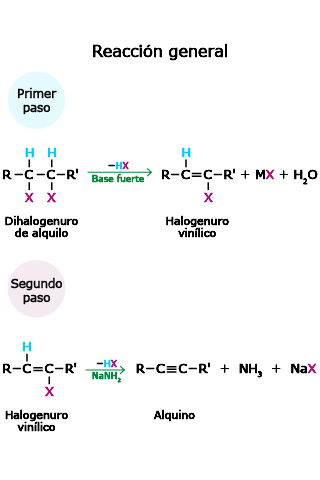 Reacción general
Primer
paso
H H H
−HX
R−C−C−R' Base fuerte R−C=C−R' + MX + H₂O
X X X
Dihalogenuro Halogenuro
de alquilo vinílico
Segundo
paso
H
−HX
R−C=C−R' NaNH₂ R−C≡C−R' + NH₃ + NaX
X
Halogenuro Alquino
vinílico